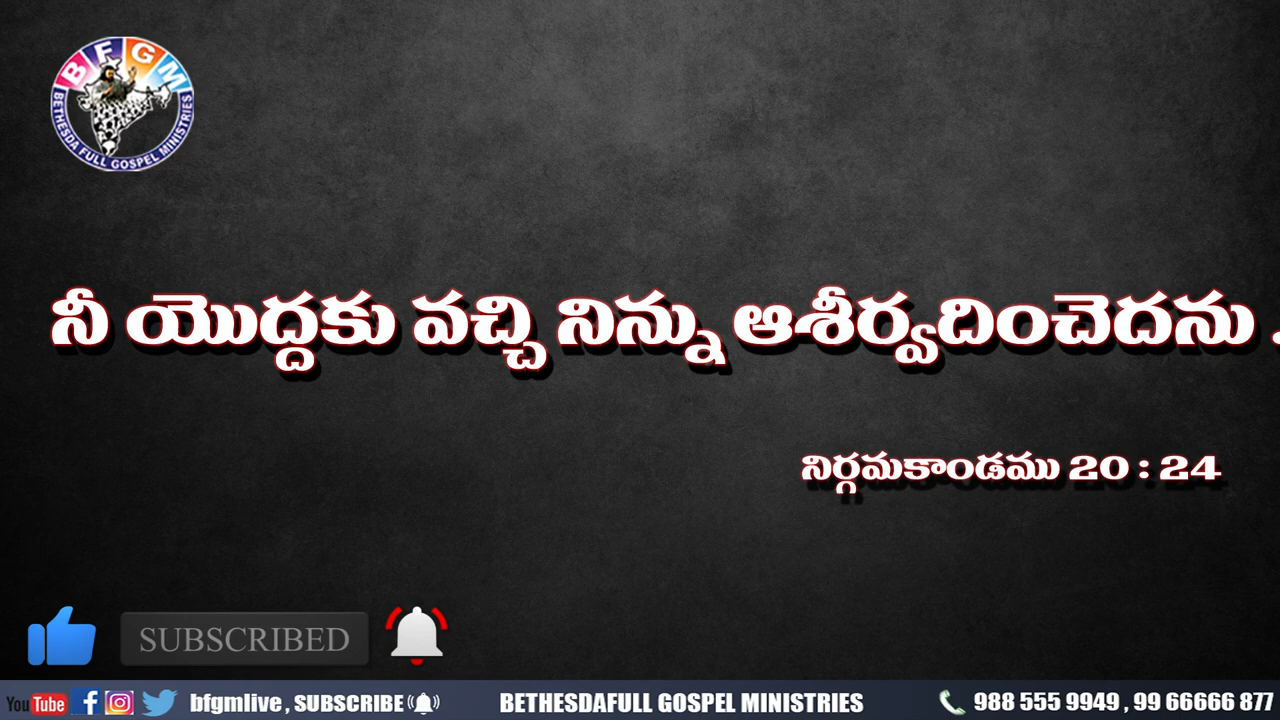 BFGM
BETHESDA FULL GOSPEL MINISTRIES
నీ యొద్దకు వచ్చి నిన్ను ఆశీర్వదించెదను .
నిర్గమకాండము 20 : 24
SUBSCRIBED
YouTube bfgmlive , SUBSCRIBE BETHESDAFULL GOSPEL MINISTRIES 988 555 9949 , 99 66666 877